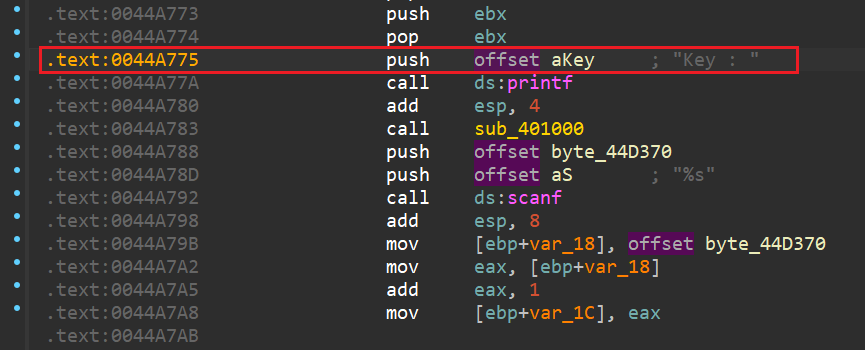 .text:0044A773 push ebx
.text:0044A774 pop ebx
.text:0044A775 push offset aKey ; "Key : "
.text:0044A77A call ds:printf
.text:0044A780 add esp, 4
.text:0044A783 call sub_401000
.text:0044A788 push offset byte_44D370
.text:0044A78D push offset aS ; "%s"
.text:0044A792 call ds:scanf
.text:0044A798 add esp, 8
.text:0044A79B mov [ebp+var_18], offset byte_44D370
.text:0044A7A2 mov eax, [ebp+var_18]
.text:0044A7A5 add eax, 1
.text:0044A7A8 mov [ebp+var_1C], eax
.text:0044A7AB